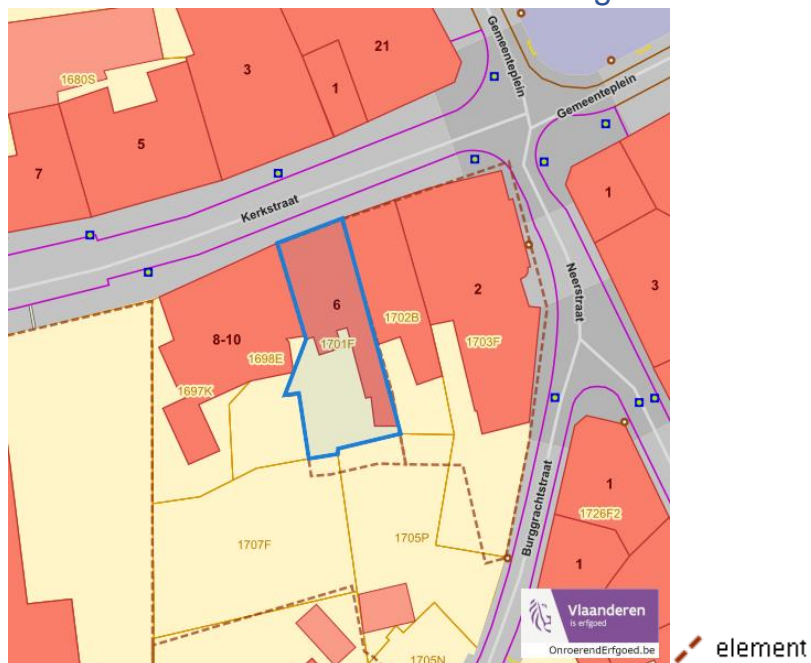 Gemeenteplein
Gemeenteplein
21
1680S
3
1
5
7
Kerkstraat
1
Neerstraat
3
6
2
1702B
8-10
1701F
1703F
1698E
1697K
Burggrachtstraat
1
1726F2
1707F
1705P
1
Vlaanderen
is erfgoed
OnroerendErfgoed.be
element
1705N